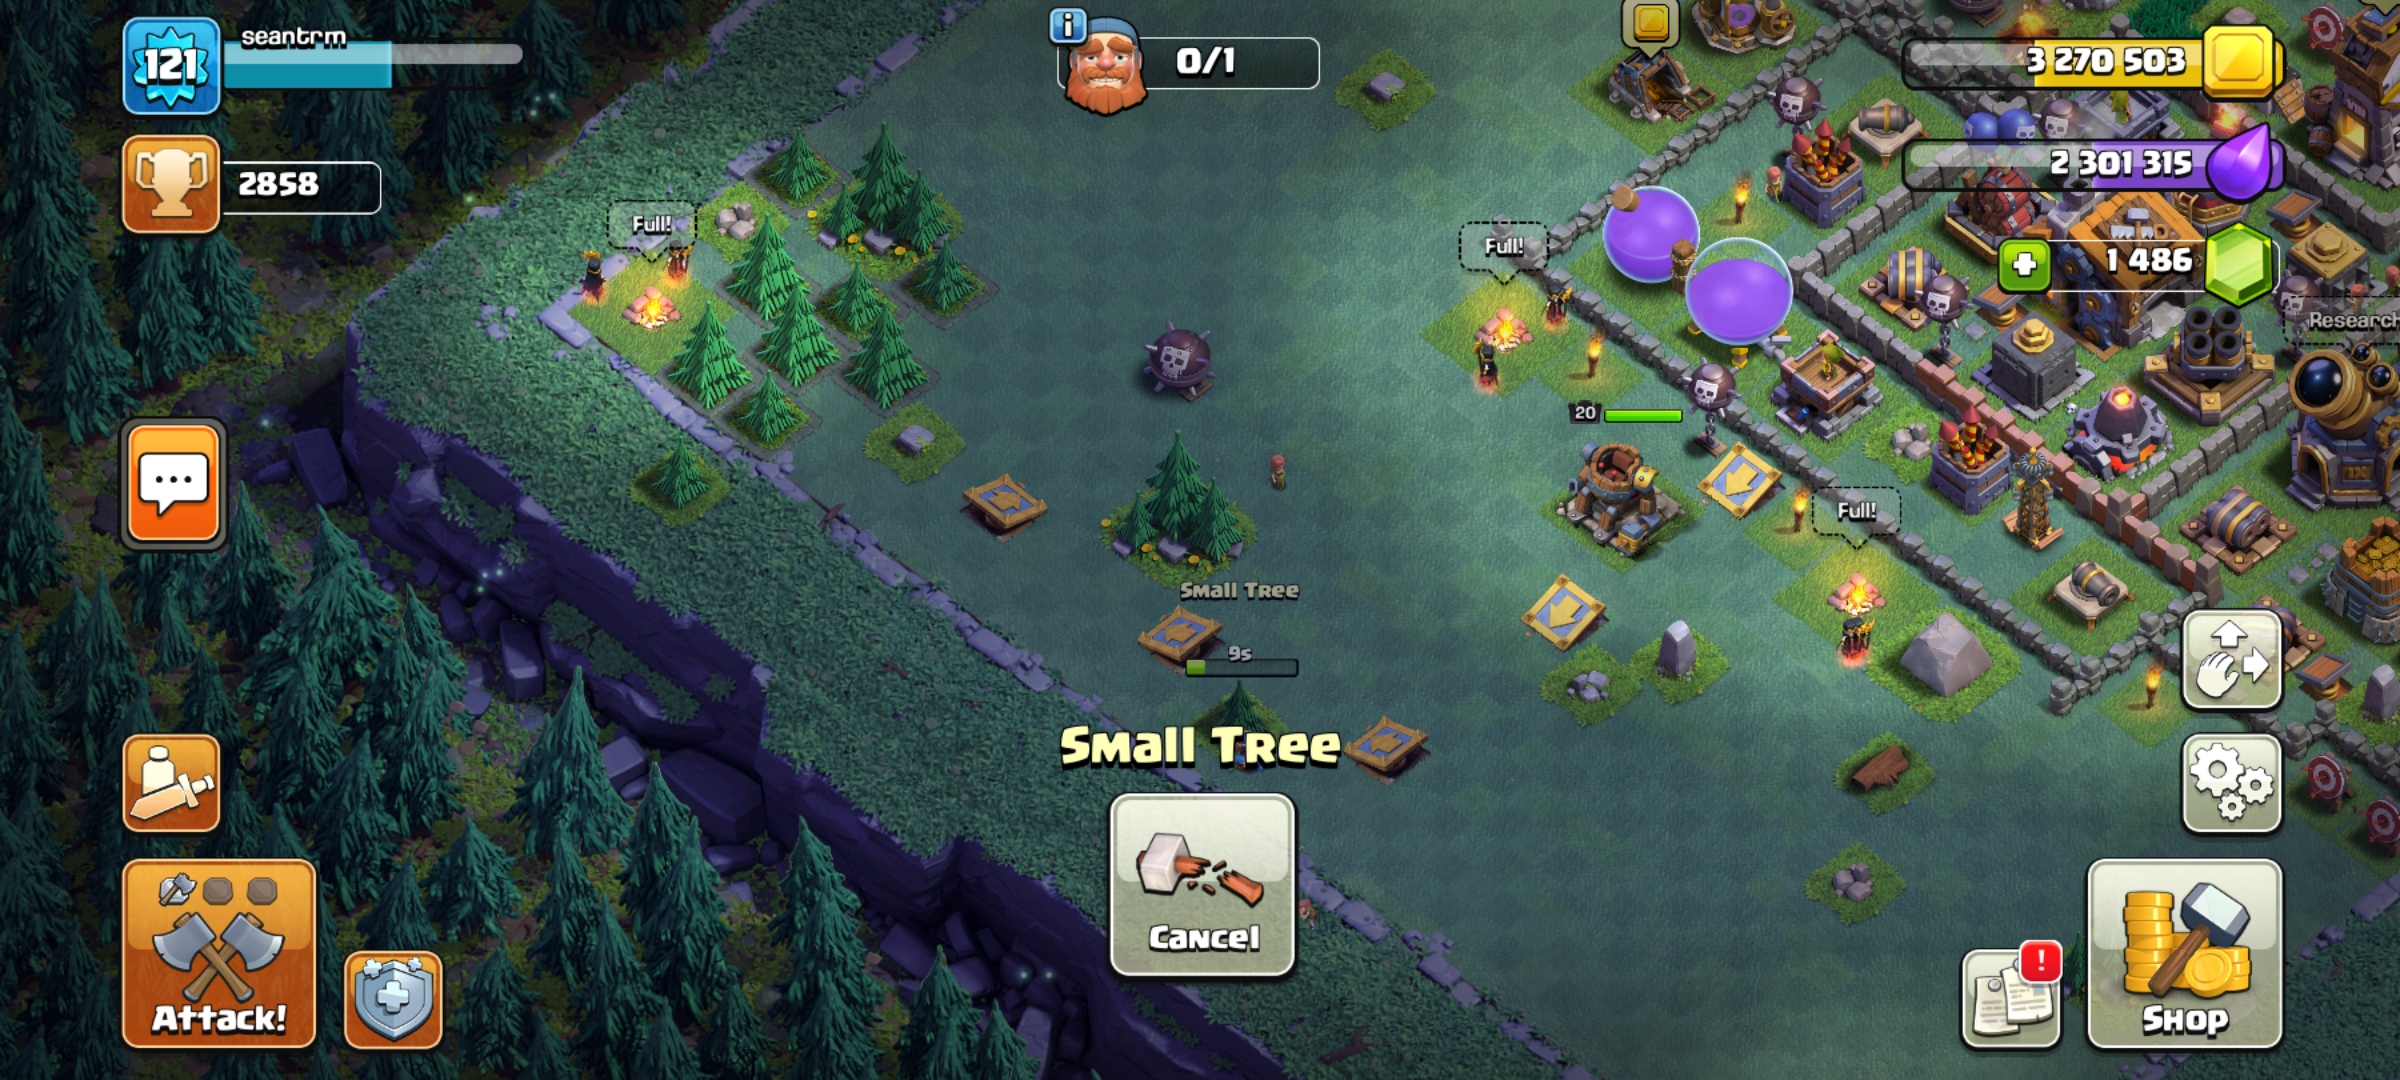 121
seantrm
0/1
3 270 503
2858
2 301 315
Full!
Full!
1 486
Research
20
Full!
Small Tree
9s
Small Tree
Cancel
Attack!
!
Shop